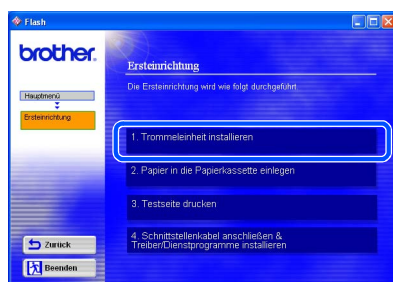 Flash
brother.
Hauptmenü
Ersteinrichtung
Zurück
Beenden
Ersteinrichtung
Die Ersteinrichtung wird wie folgt durchgeführt
1. Trommeleinheit installieren
2. Papier in die Papierkassette einlegen
3. Testseite drucken
4. Schnittstellenkabel anschließen &
Treiber/Dienstprogramme installieren